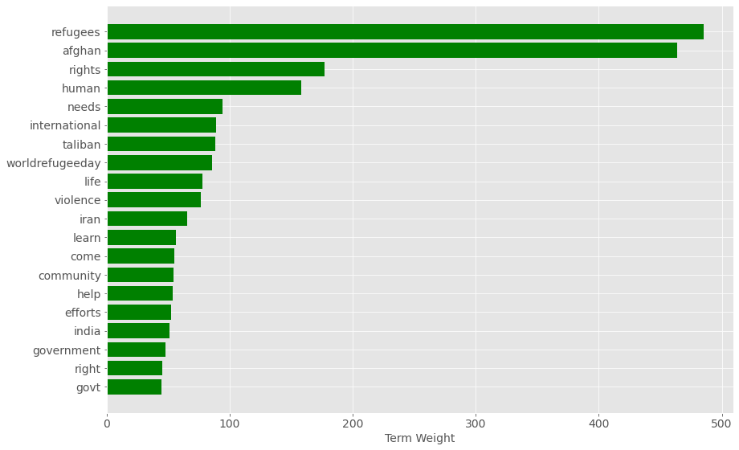 refugees
afghan
rights
human
needs
international
taliban
worldrefugeeday
life
violence
iran
learn
come
community
help
efforts
india
government
right
govt
0 100 200 300 400 500
Term Weight